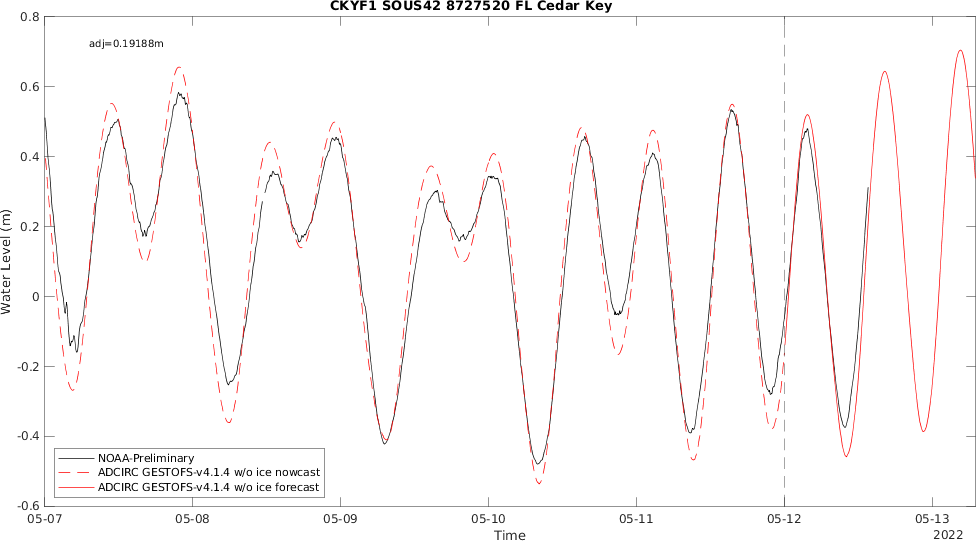 CKYF1 SOUS42 8727520 FL Cedar Key
0.8
adj=0.19188m
0.6
0.4
0.2
0
-0.2
-0.4
-0.6
Water Level (m)
NOAA-Preliminary
ADCIRC GESTOFS-v4.1.4 w/o ice nowcast
ADCIRC GESTOFS-v4.1.4 w/o ice forecast
05-07 05-08 05-09 05-10 05-11 05-12 05-13
Time
2022